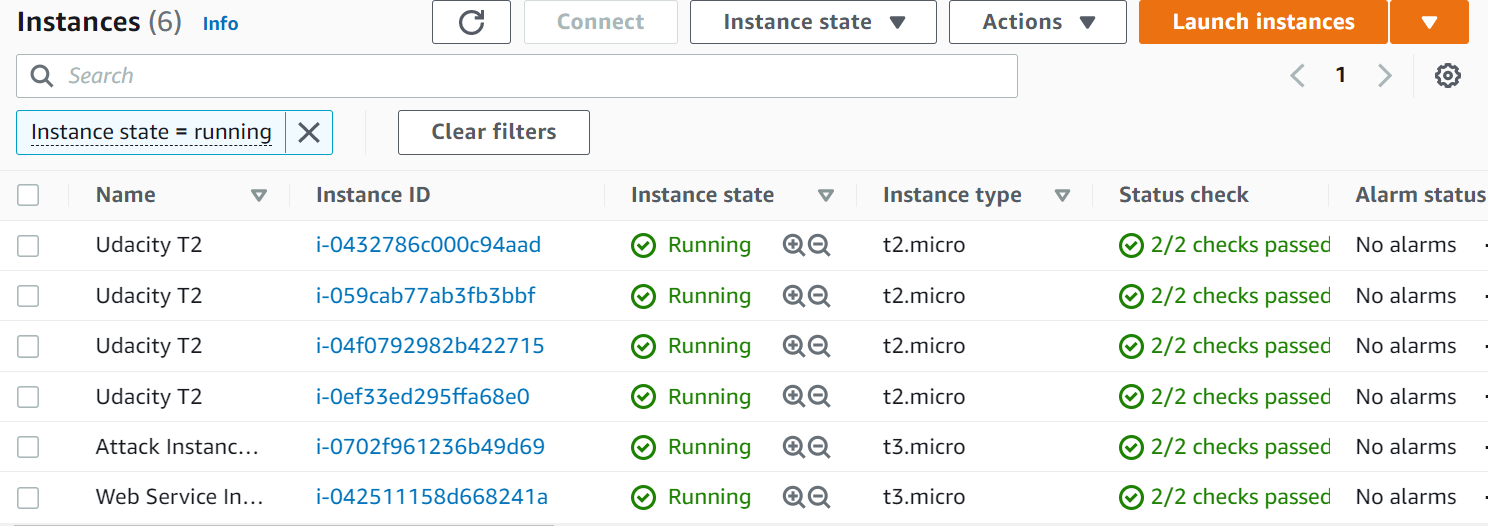 Instances (6) Info Connect Instance state Actions Launch instances
Search 1
Instance state = running Clear filters
Name Instance ID Instance state Instance type Status check Alarm status
Udacity T2 i-0432786c000c94aad Running t2.micro 2/2 checks passed No alarms
Udacity T2 i-059cab77ab3fb3bbf Running t2.micro 2/2 checks passed No alarms
Udacity T2 i-04f0792982b422715 Running t2.micro 2/2 checks passed No alarms
Udacity T2 i-0ef33ed295ffa68e0 Running t2.micro 2/2 checks passed No alarms
Attack Instanc... i-0702f961236b49d69 Running t3.micro 2/2 checks passed No alarms
Web Service In... i-042511158d668241a Running t3.micro 2/2 checks passed No alarms